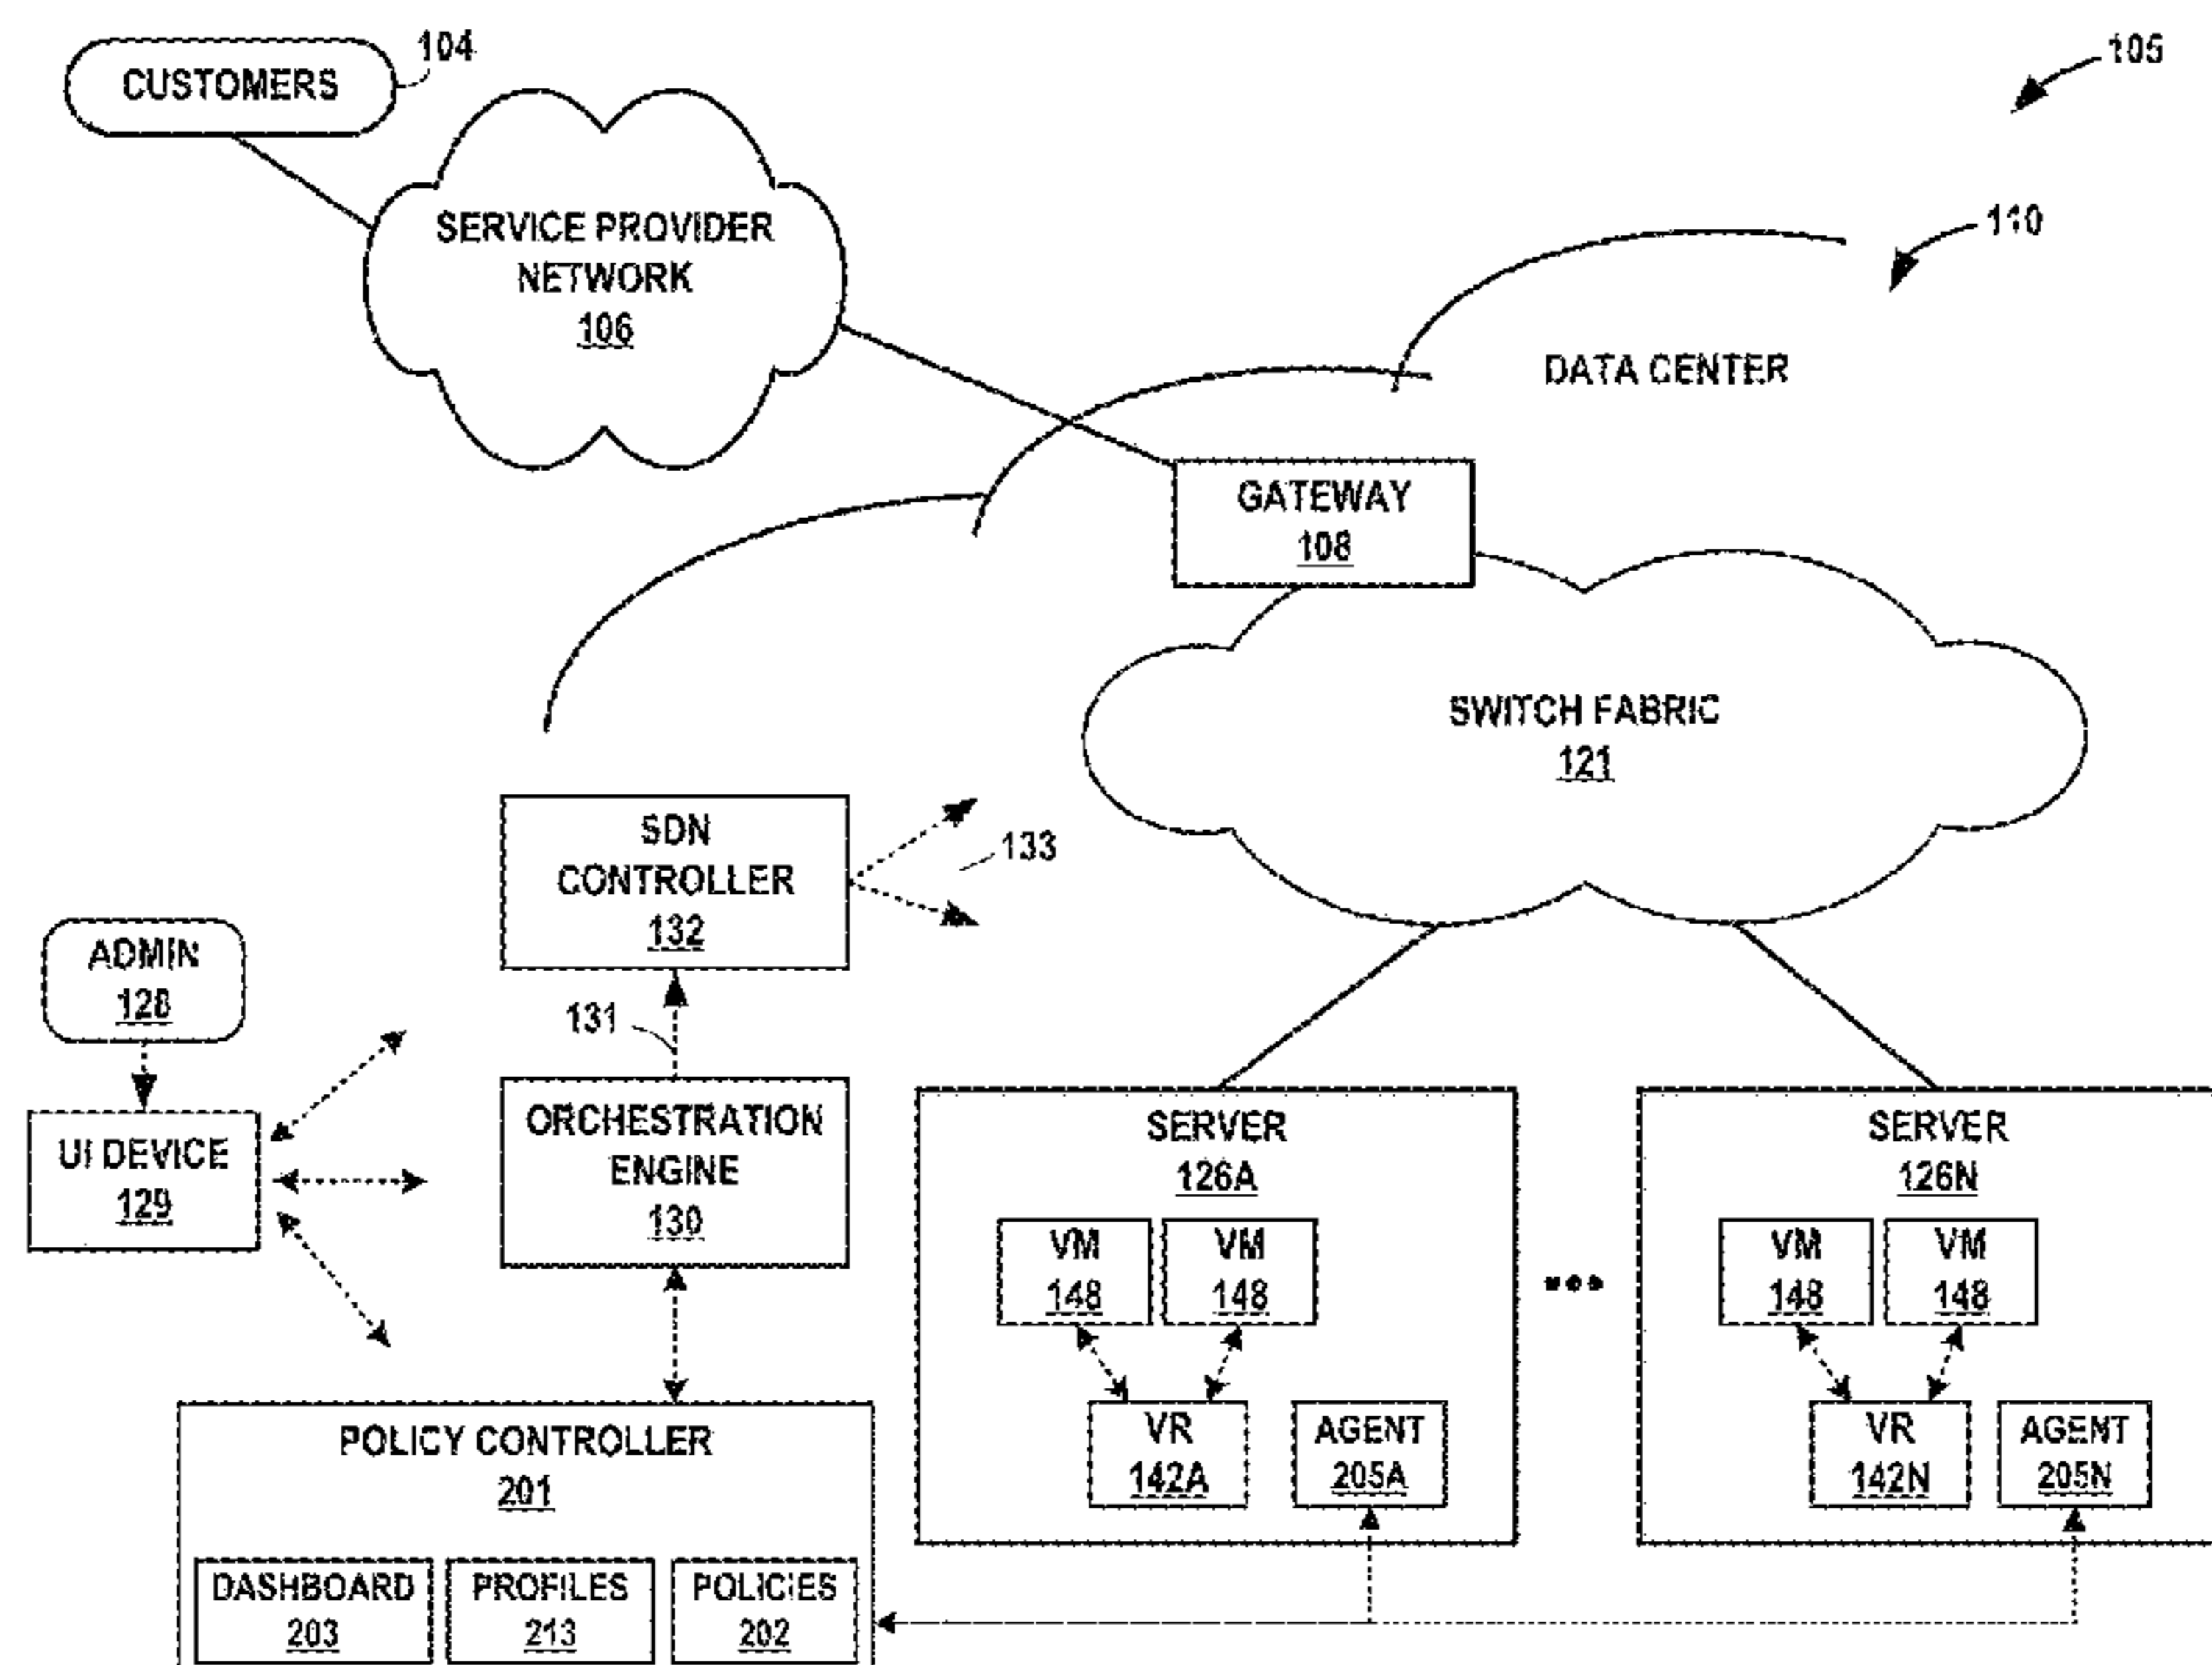 CUSTOMERS
104
105
SERVICE PROVIDER
NETWORK
106
110
DATA CENTER
GATEWAY
108
SWITCH FABRIC
121
SDN
CONTROLLER
132
133
ADMIN
128
131
UI DEVICE
129
ORCHESTRATION
ENGINE
130
SERVER
126A
VM
148
VM
148
VR
142A
AGENT
205A
•••
SERVER
126N
VM
148
VM
148
VR
142N
AGENT
205N
POLICY CONTROLLER
201
DASHBOARD
203
PROFILES
213
POLICIES
202